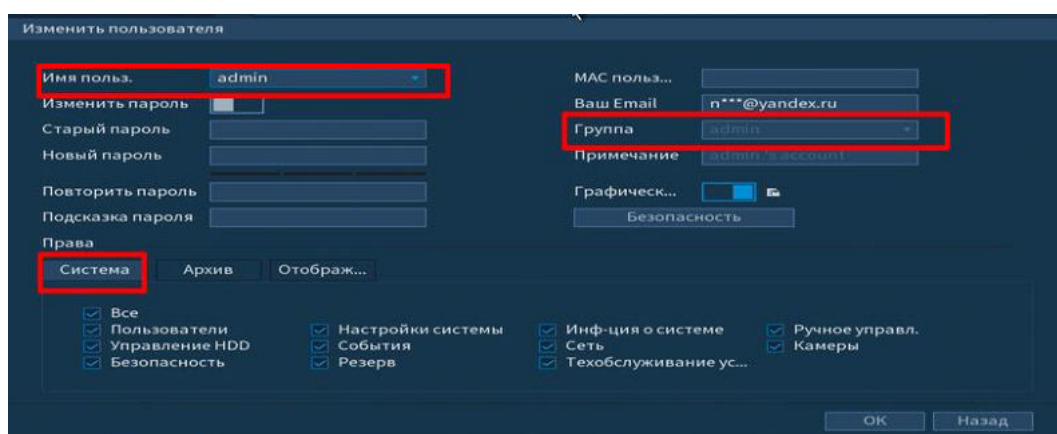 Изменить пользователя
Имя польз. admin
MAC польз...
Изменить пароль
Ваш Email n***@yandex.ru
Старый пароль
Группа admin
Новый пароль
Примечание admin 's account
Повторить пароль
Графическ...
Подсказка пароля
Безопасность
Права
Система Архив Отображ...
Все
Пользователи Настройки системы Инф-ция о системе Ручное управл.
Управление HDD События Сеть Камеры
Безопасность Резерв Техобслуживание ус...
OK Назад